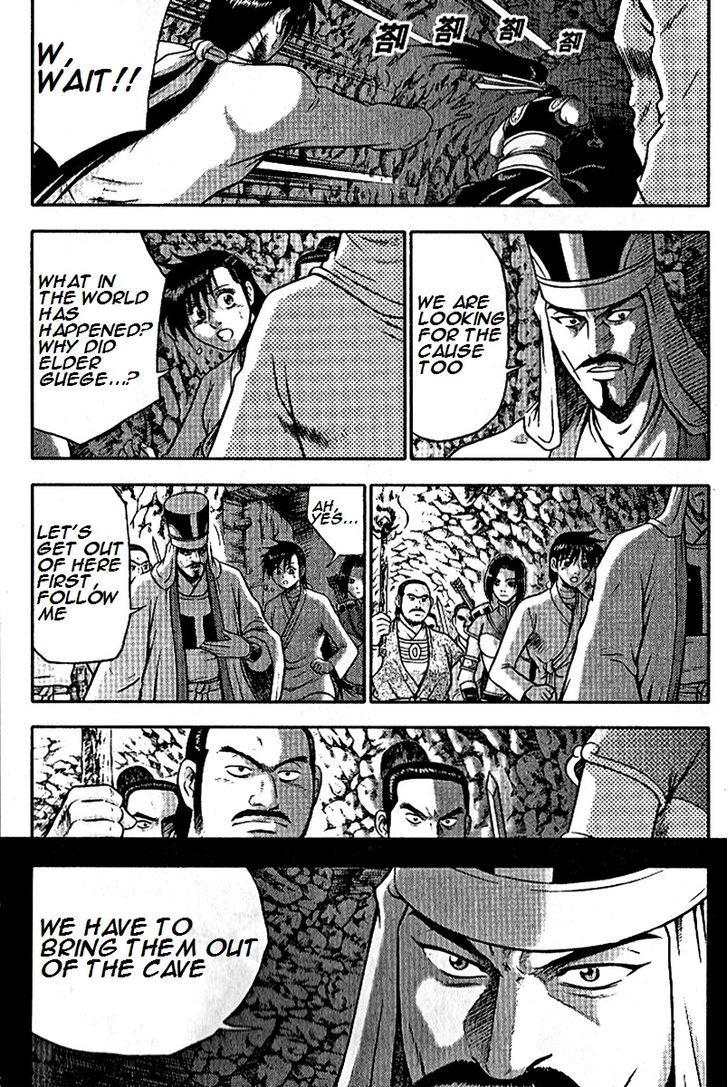 W,
WAIT!!
WHAT IN
THE WORLD
HAS
HAPPENED?
WHY DID
ELDER
GUEGE...?
WE ARE
LOOKING
FOR THE
CAUSE
TOO
LET'S
GET OUT
OF HERE
FIRST,
FOLLOW
ME
AH,
YES...
WE HAVE TO
BRING THEM OUT
OF THE CAVE